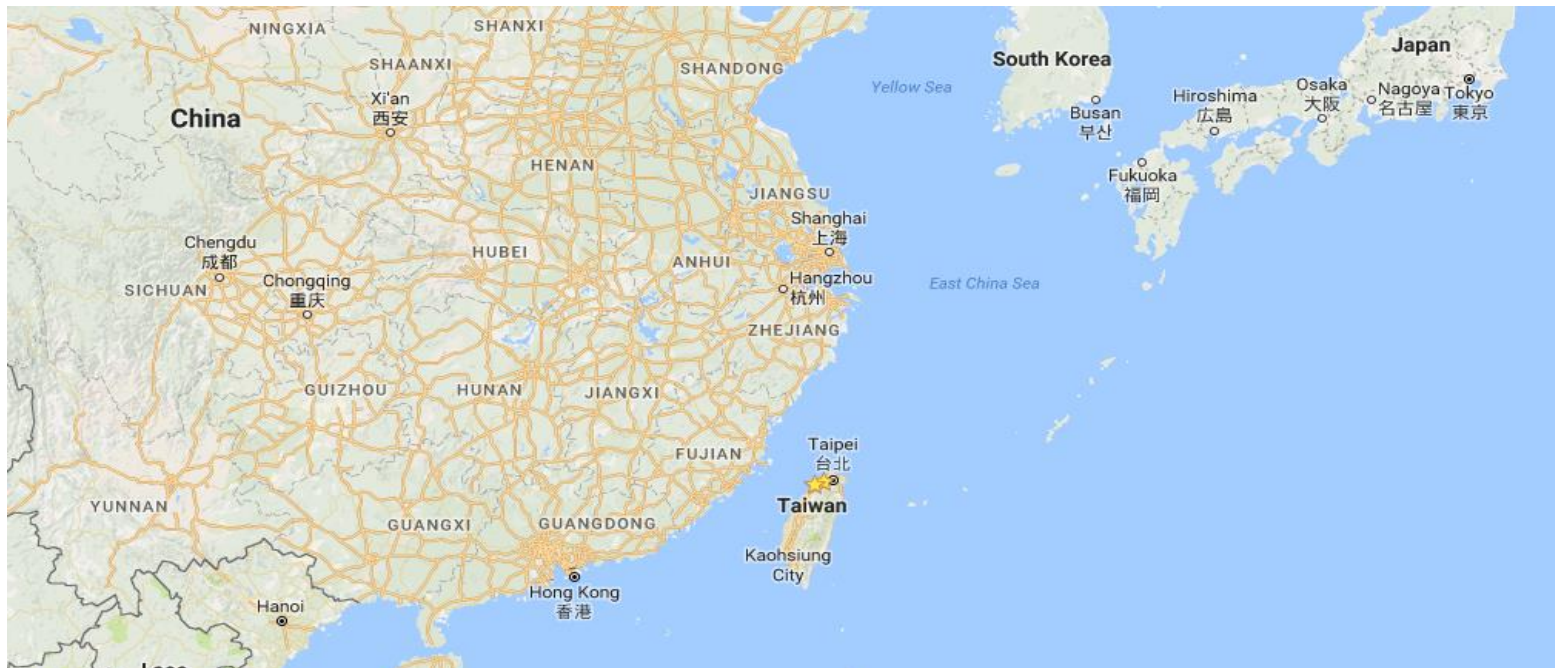 NINGXIA
SHANXI
SHAANXI
SHANDONG
Yellow Sea
South Korea
Japan
Xi'an
西安
China
Busan
부산
Hiroshima
広島
Osaka
大阪
Nagoya
名古屋
Tokyo
東京
HENAN
Fukuoka
福岡
JIANGSU
Shanghai
上海
Chengdu
成都
HUBEI
ANHUI
Chongqing
重庆
SICHUAN
Hangzhou
杭州
East China Sea
ZHEJIANG
GUIZHOU
HUNAN
JIANGXI
FUJIAN
Taipei
台北
Taiwan
YUNNAN
GUANGXI
GUANGDONG
Kaohsiung
City
Hong Kong
香港
Hanoi